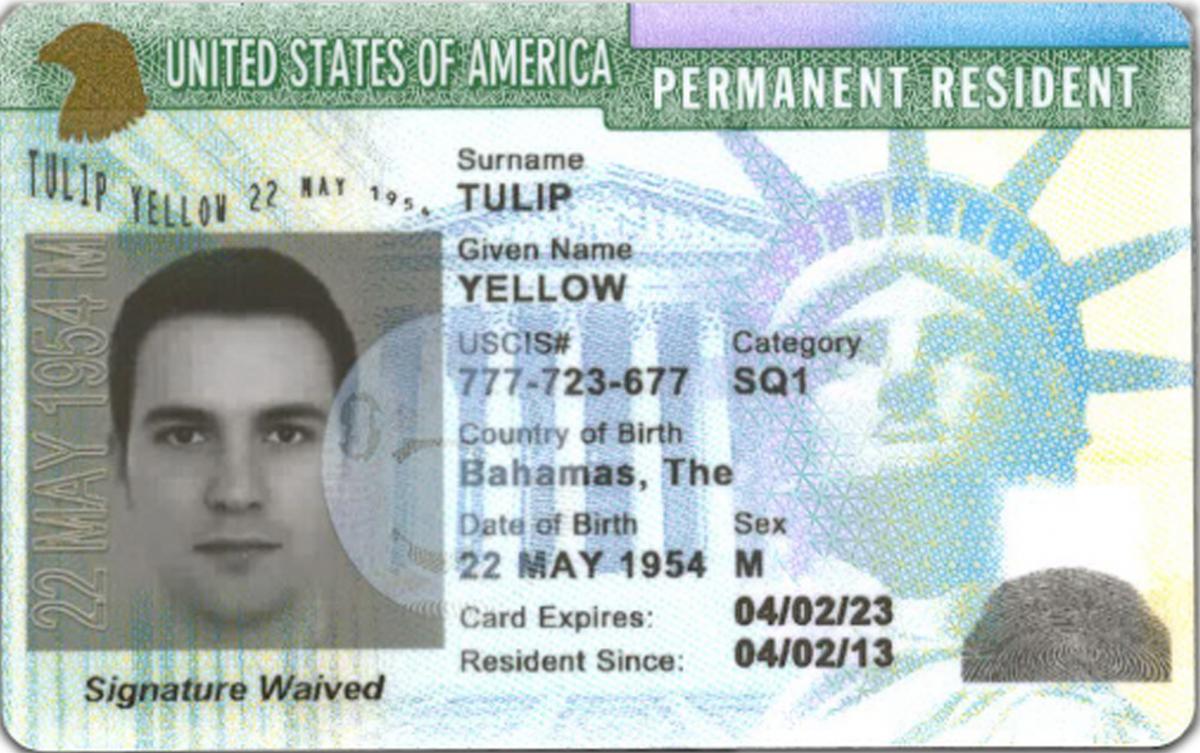 UNITED STATES OF AMERICA
PERMANENT RESIDENT
TULIP YELLOW 22 MAY 1954
Surname
TULIP
Given Name
YELLOW
USCIS# Category
777-723-677 SQ1
Country of Birth
Bahamas, The
Date of Birth Sex
22 MAY 1954 M
Card Expires: 04/02/23
Resident Since: 04/02/13
22 MAY 1954 M
Signature Waived